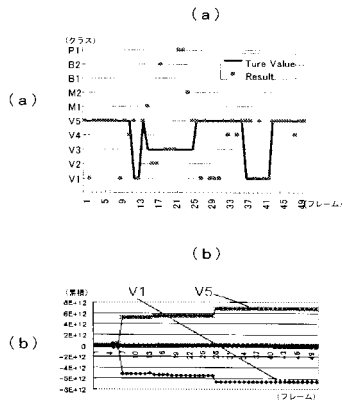 (a)
(クラス)
P1
B2
B1
M2
M1
V5
V4
V3
V2
V1
Ture Value
Result
(a)
1 5 9 13 17 21 25 29 33 37 41 45 49
(フレーム)
(b)
(累積)
V1
V5
8E+12
6E+12
4E+12
2E+12
0
-2E+12
-4E+12
-6E+12
-8E+12
(b)
(フレーム)